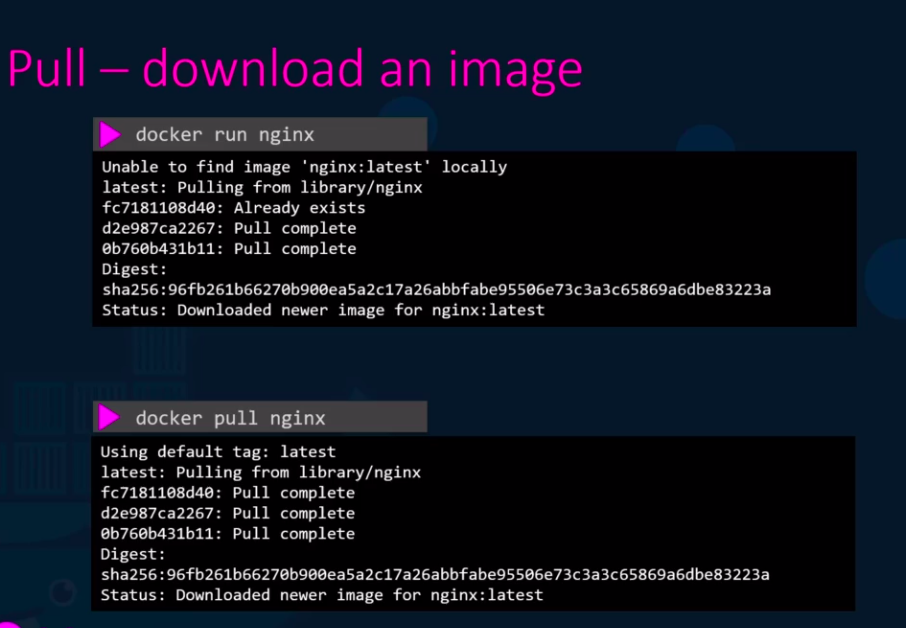 Pull – download an image
docker run nginx
Unable to find image 'nginx:latest' locally
latest: Pulling from library/nginx
fc7181108d40: Already exists
d2e987ca2267: Pull complete
0b760b431b11: Pull complete
Digest:
sha256:96fb261b66270b900ea5a2c17a26abbfabe95506e73c3a3c65869a6dbe83223a
Status: Downloaded newer image for nginx:latest
docker pull nginx
Using default tag: latest
latest: Pulling from library/nginx
fc7181108d40: Pull complete
d2e987ca2267: Pull complete
0b760b431b11: Pull complete
Digest:
sha256:96fb261b66270b900ea5a2c17a26abbfabe95506e73c3a3c65869a6dbe83223a
Status: Downloaded newer image for nginx:latest